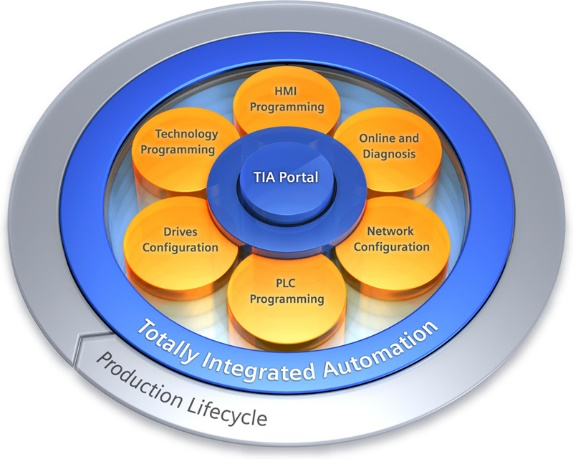 HMI
Programming
Technology
Programming
Online and
Diagnosis
TIA Portal
Drives
Configuration
Network
Configuration
PLC
Programming
Totally Integrated Automation
Production Lifecycle